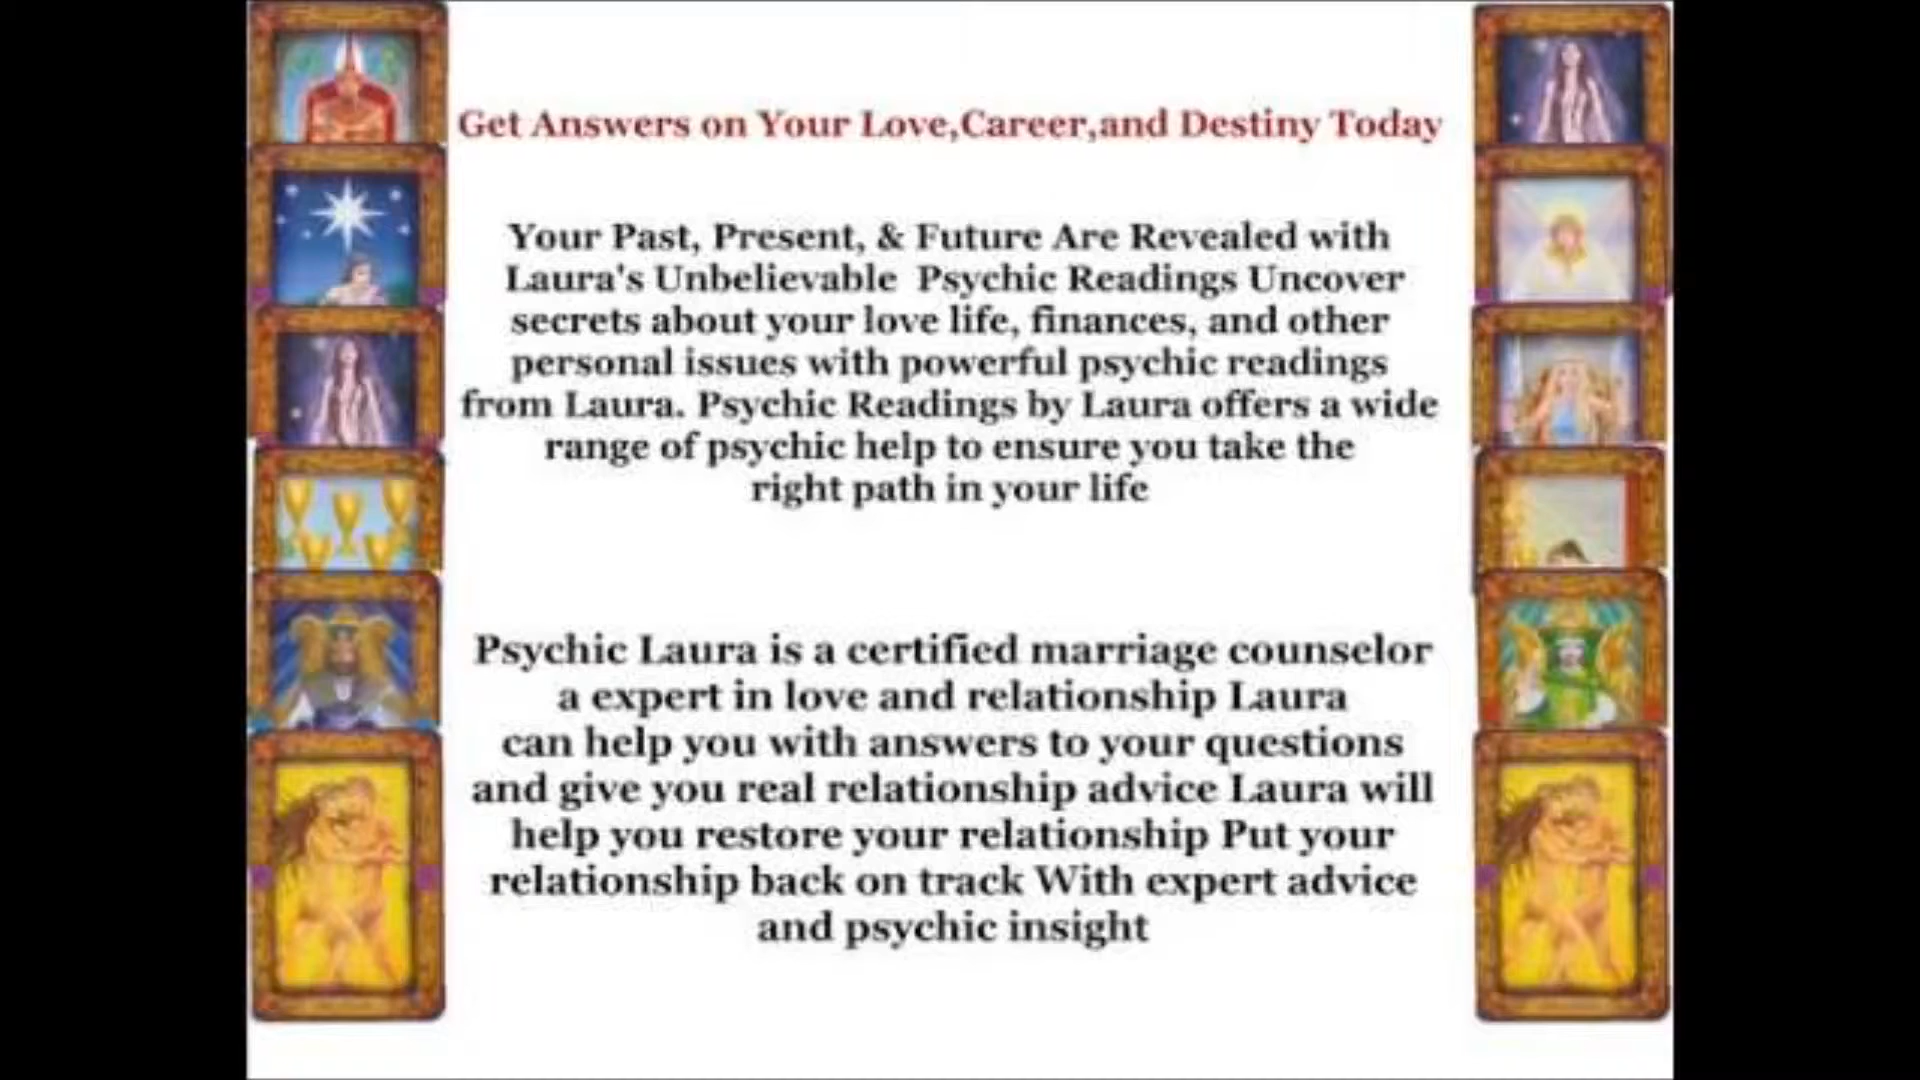 Get Answers on Your Love,Career,and Destiny Today
Your Past, Present, & Future Are Revealed with
Laura's Unbelievable Psychic Readings Uncover
secrets about your love life, finances, and other
personal issues with powerful psychic readings
from Laura. Psychic Readings by Laura offers a wide
range of psychic help to ensure you take the
right path in your life
Psychic Laura is a certified marriage counselor
a expert in love and relationship Laura
can help you with answers to your questions
and give you real relationship advice Laura will
help you restore your relationship Put your
relationship back on track With expert advice
and psychic insight